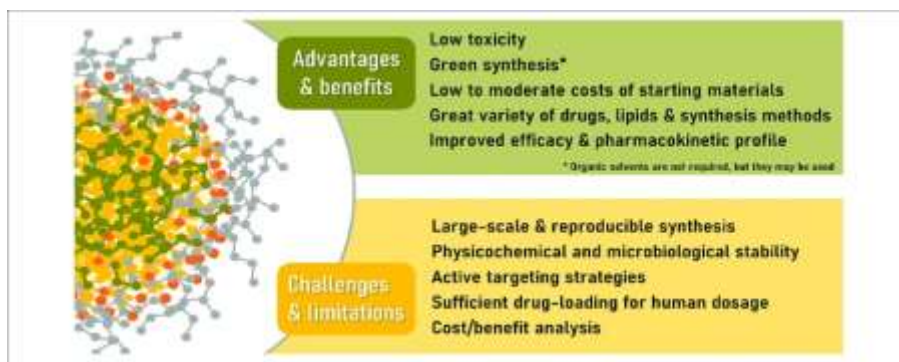 Advantages
& benefits
Low toxicity
Green synthesis*
Low to moderate costs of starting materials
Great variety of drugs, lipids & synthesis methods
Improved efficacy & pharmacokinetic profile
* Organic solvents are not required, but they may be used
Challenges
& limitations
Large-scale & reproducible synthesis
Physicochemical and microbiological stability
Active targeting strategies
Sufficient drug-loading for human dosage
Cost/benefit analysis